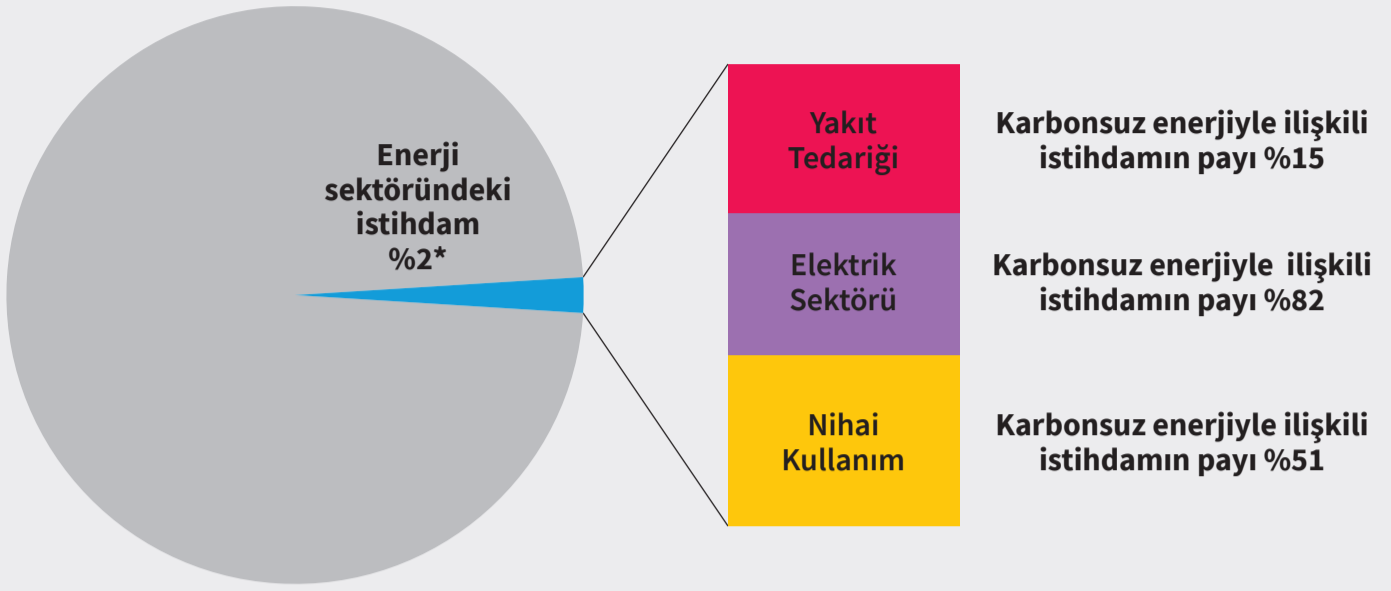 Enerji
sektöründeki
istihdam
%2*
Yakıt
Tedariği
Karbonsuz enerjiyle ilişkili
istihdamın payı %15
Elektrik
Sektörü
Karbonsuz enerjiyle ilişkili
istihdamın payı %82
Nihai
Kullanım
Karbonsuz enerjiyle ilişkili
istihdamın payı %51